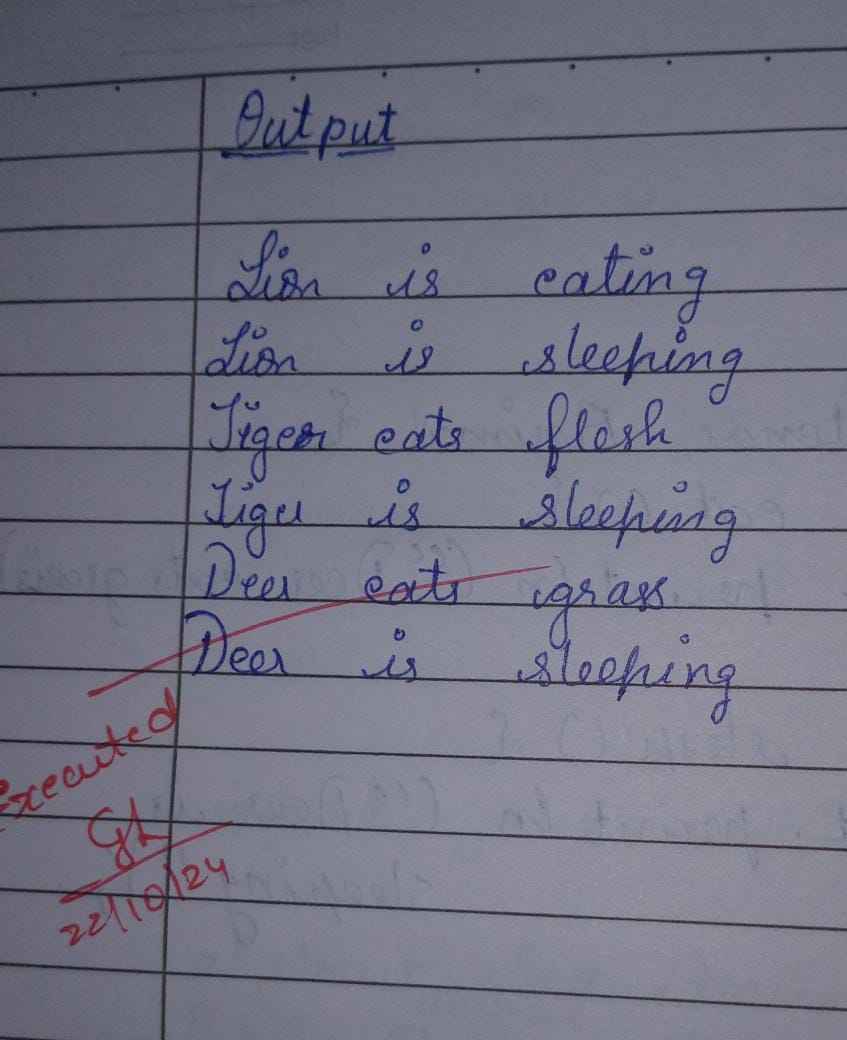 Output
Lion is eating
Lion is sleeping
Tiger eats flesh
Tiger is sleeping
Deer eats grass
Deer is sleeping
Executed
22/10/24